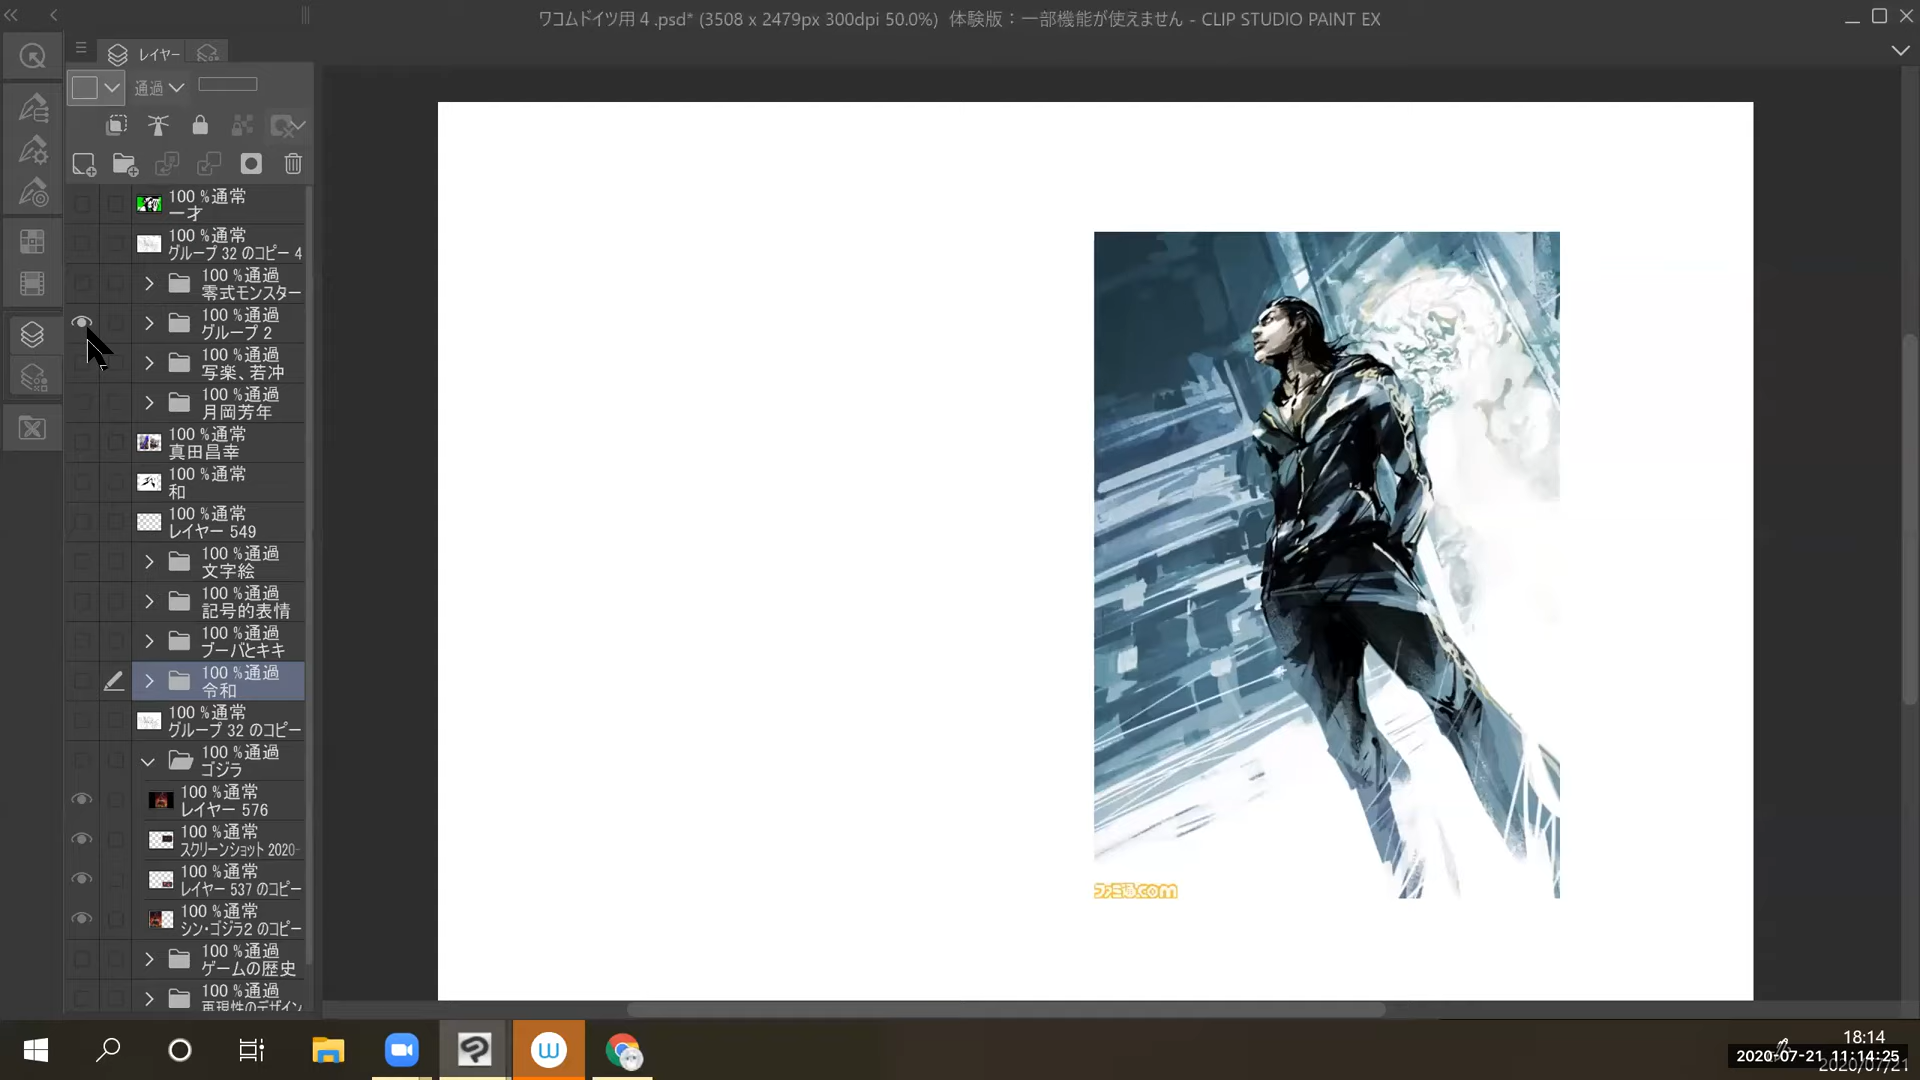 ワコムドイツ用４.psd* (3508 x 2479px 300dpi 50.0%)  体験版：一部機能が使えません - CLIP STUDIO PAINT EX
レイヤー
通過
100 %通常
一才
100 %通常
グループ 32 のコピー 4
100 %通過
零式モンスター
100 %通過
グループ 2
100 %通過
写楽、若冲
100 %通過
月岡芳年
100 %通常
真田昌幸
100 %通常
和
100 %通常
レイヤー 549
100 %通過
文字絵
100 %通過
記号的表情
100 %通過
ブーバとキキ
100 %通過
令和
100 %通常
グループ 32 のコピー
100 %通過
ゴジラ
100 %通常
レイヤー 576
100 %通常
スクリーンショット 2020-
100 %通常
レイヤー 537 のコピー
100 %通常
シン・ゴジラ2 のコピー
100 %通過
ゲームの歴史
100 %通過
再現性のデザイン
ファミ通.com
18:14
2020-07-21 11:14:25
2020/07/21